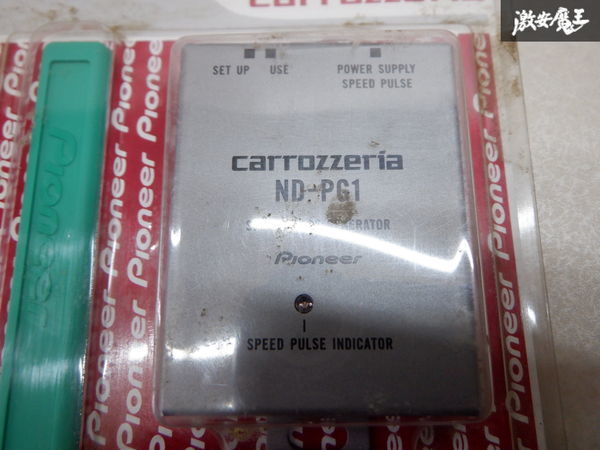 carrozzeria
激安魔王
SET UP USE POWER SUPPLY
SPEED PULSE
carrozzeria
ND-PG1
GENERATOR
Pioneer
SPEED PULSE INDICATOR
Pioneer
Pioneer
Pioneer
Pioneer
Pioneer
Pioneer